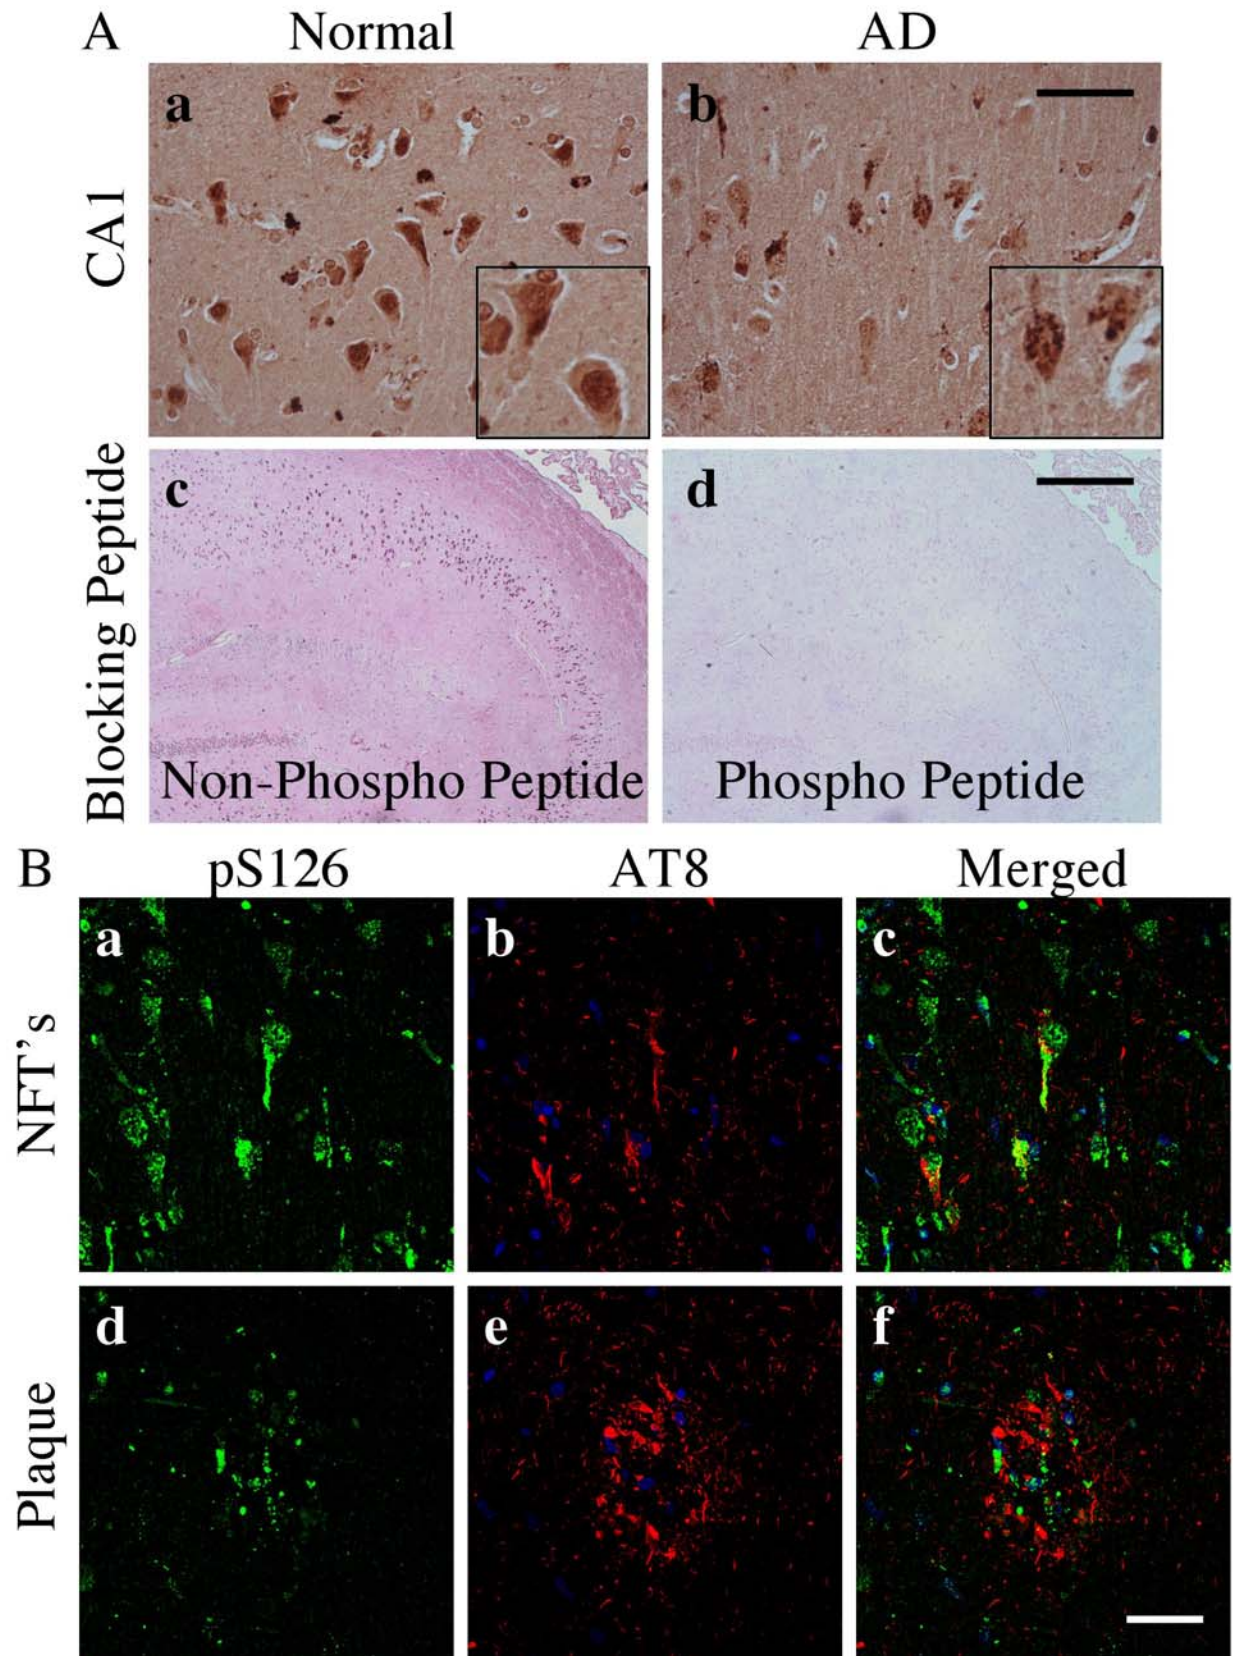 A Normal AD
CA1
a b
Blocking Peptide
c d
Non-Phospho Peptide Phospho Peptide
B pS126 AT8 Merged
NFT's
a b c
Plaque
d e f